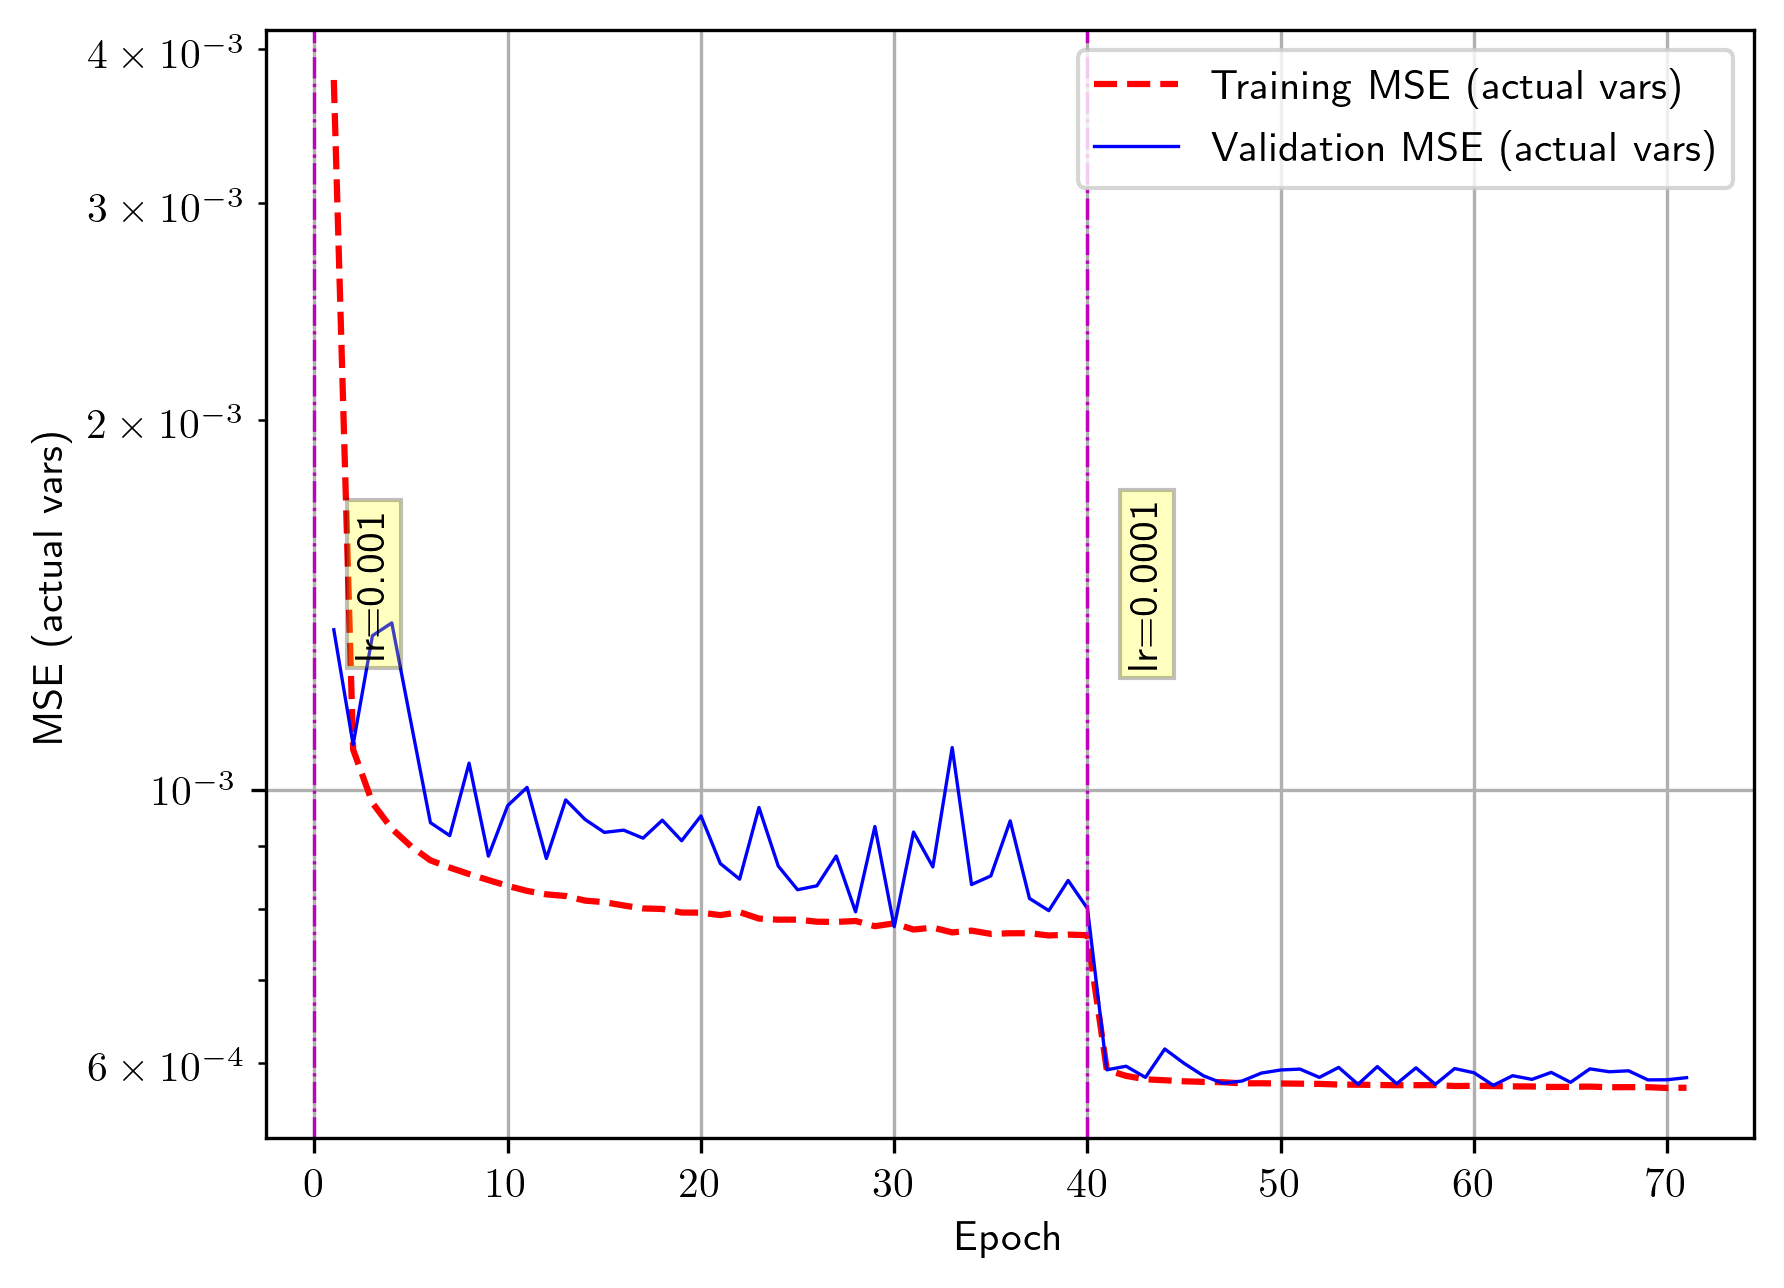 4 × 10⁻³
3 × 10⁻³
2 × 10⁻³
10⁻³
6 × 10⁻⁴
MSE (actual vars)
Training MSE (actual vars)
Validation MSE (actual vars)
lr=0.001
lr=0.0001
0 10 20 30 40 50 60 70
Epoch